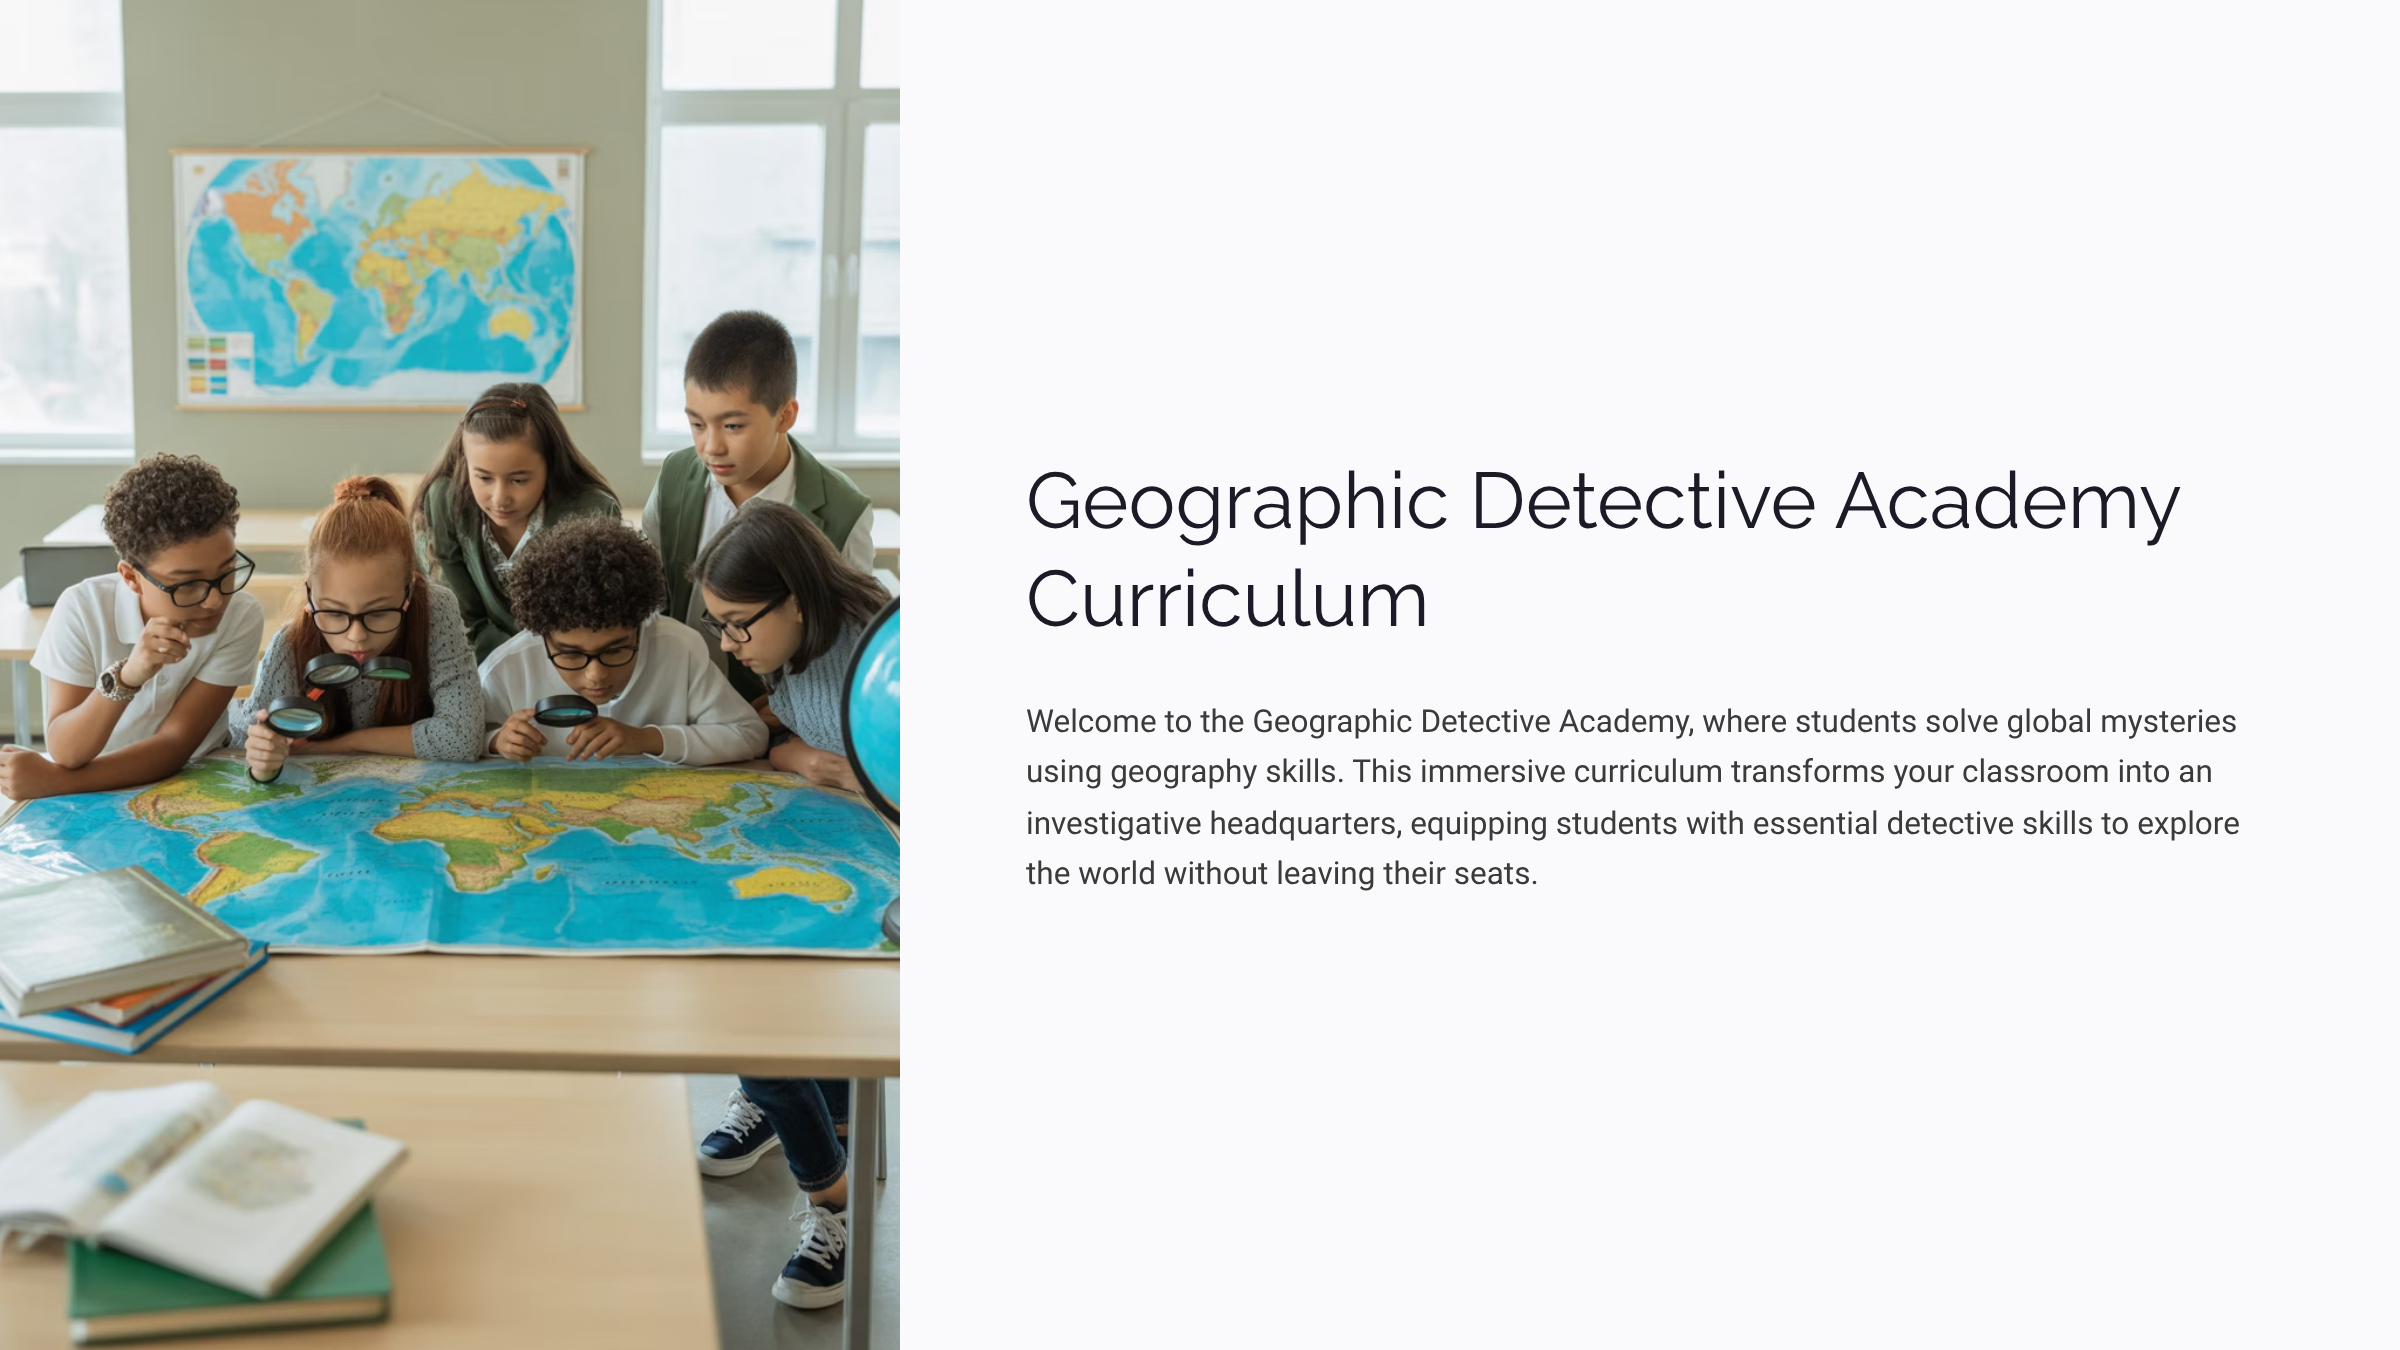 Geographic Detective Academy
Curriculum
Welcome to the Geographic Detective Academy, where students solve global mysteries
using geography skills. This immersive curriculum transforms your classroom into an
investigative headquarters, equipping students with essential detective skills to explore
the world without leaving their seats.